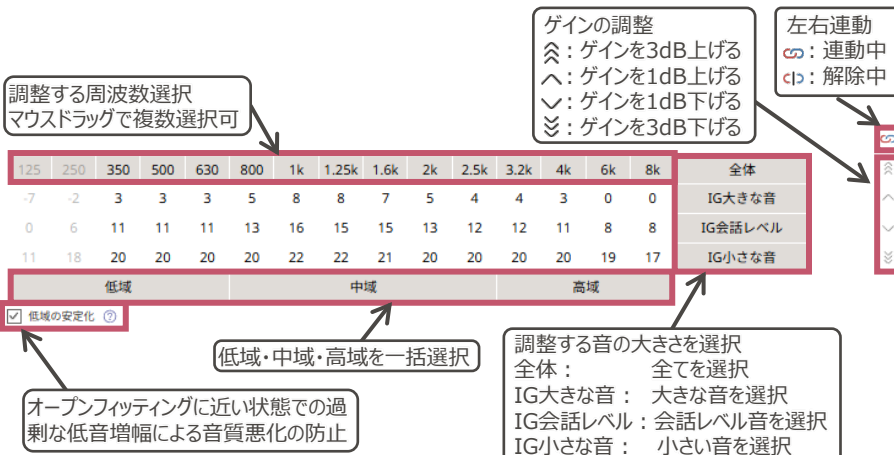 ゲインの調整
︽：ゲインを3dB上げる
︿：ゲインを1dB上げる
﹀：ゲインを1dB下げる
︾：ゲインを3dB下げる
左右連動
：連動中
：解除中
調整する周波数選択
マウスドラッグで複数選択可
125 250 350 500 630 800 1k 1.25k 1.6k 2k 2.5k 3.2k 4k 6k 8k 全体
-7 -2 3 3 3 5 8 8 7 5 4 4 3 0 0 IG大きな音
0 6 11 11 11 13 16 15 15 13 12 12 11 8 8 IG会話レベル
11 18 20 20 20 20 22 22 21 20 20 20 20 19 17 IG小さな音
低域 中域 高域
低域の安定化 ?
低域・中域・高域を一括選択
オープンフィッティングに近い状態での過
剰な低音増幅による音質悪化の防止
調整する音の大きさを選択
全体： 全てを選択
IG大きな音： 大きな音を選択
IG会話レベル：会話レベル音を選択
IG小さな音： 小さい音を選択